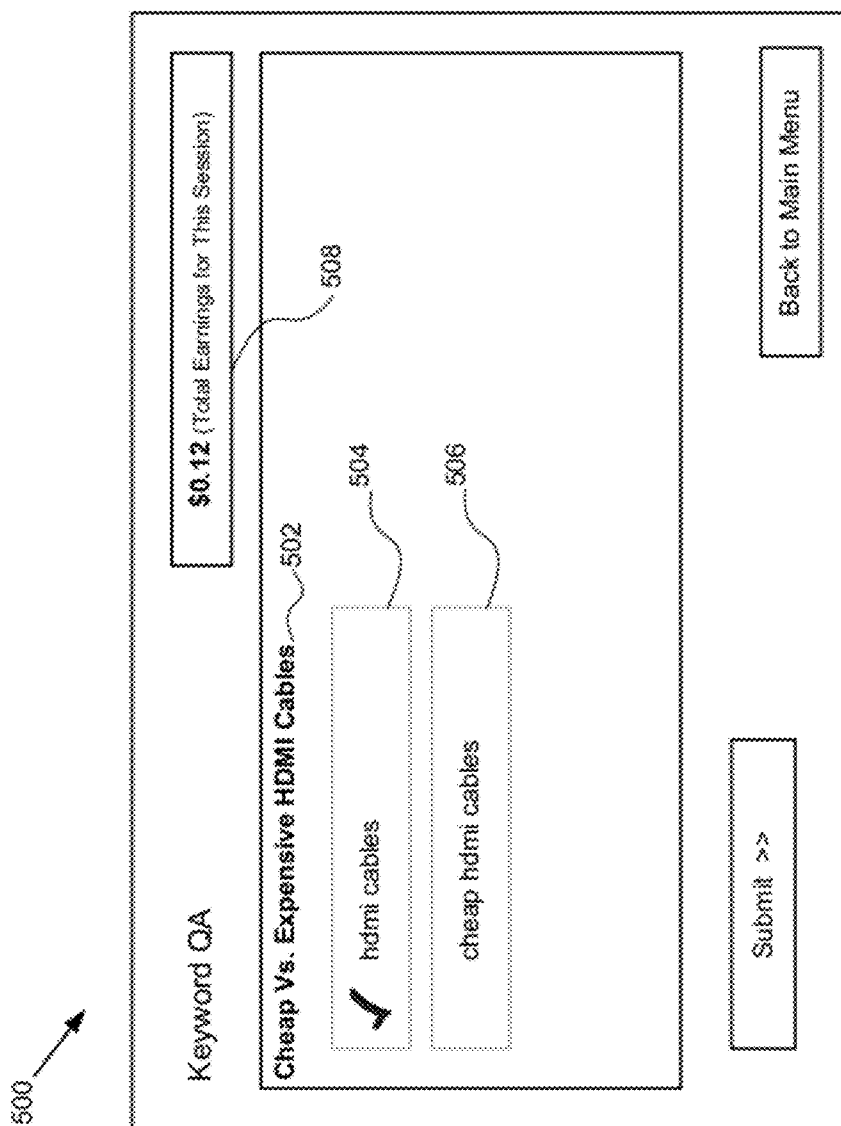 500
Keyword QA
$0.12 (Total Earnings for This Session)
508
Cheap Vs. Expensive HDMI Cables
502
hdmi cables
504
cheap hdmi cables
506
Submit >>
Back to Main Menu